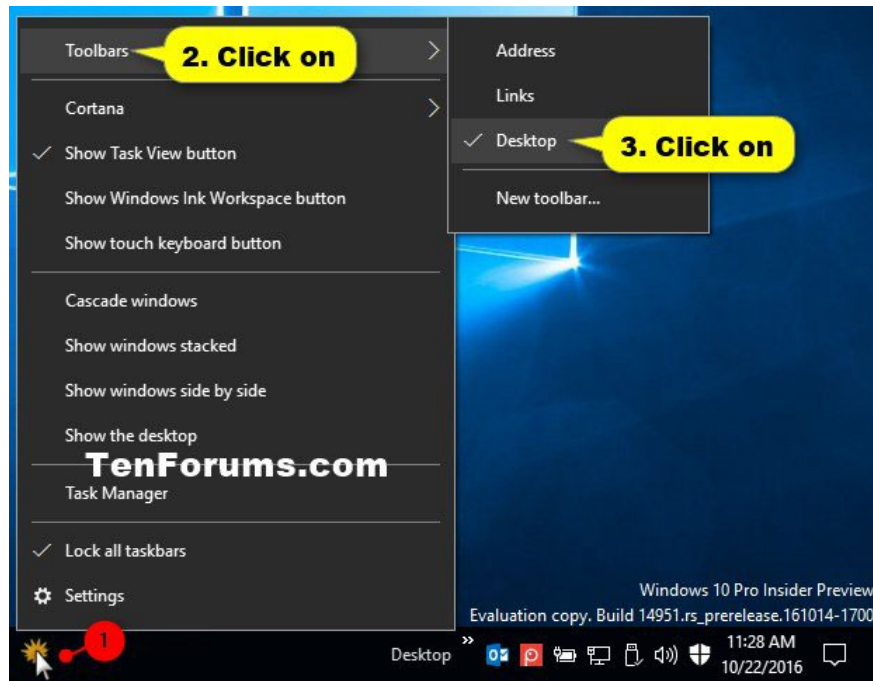 Toolbars
2. Click on
Cortana
Show Task View button
Show Windows Ink Workspace button
Show touch keyboard button
Cascade windows
Show windows stacked
Show windows side by side
Show the desktop
TenForums.com
Task Manager
Lock all taskbars
Settings
Address
Links
Desktop
3. Click on
New toolbar...
Windows 10 Pro Insider Preview
Evaluation copy. Build 14951.rs_prerelease.161014-1700
1
Desktop
»
11:28 AM
10/22/2016